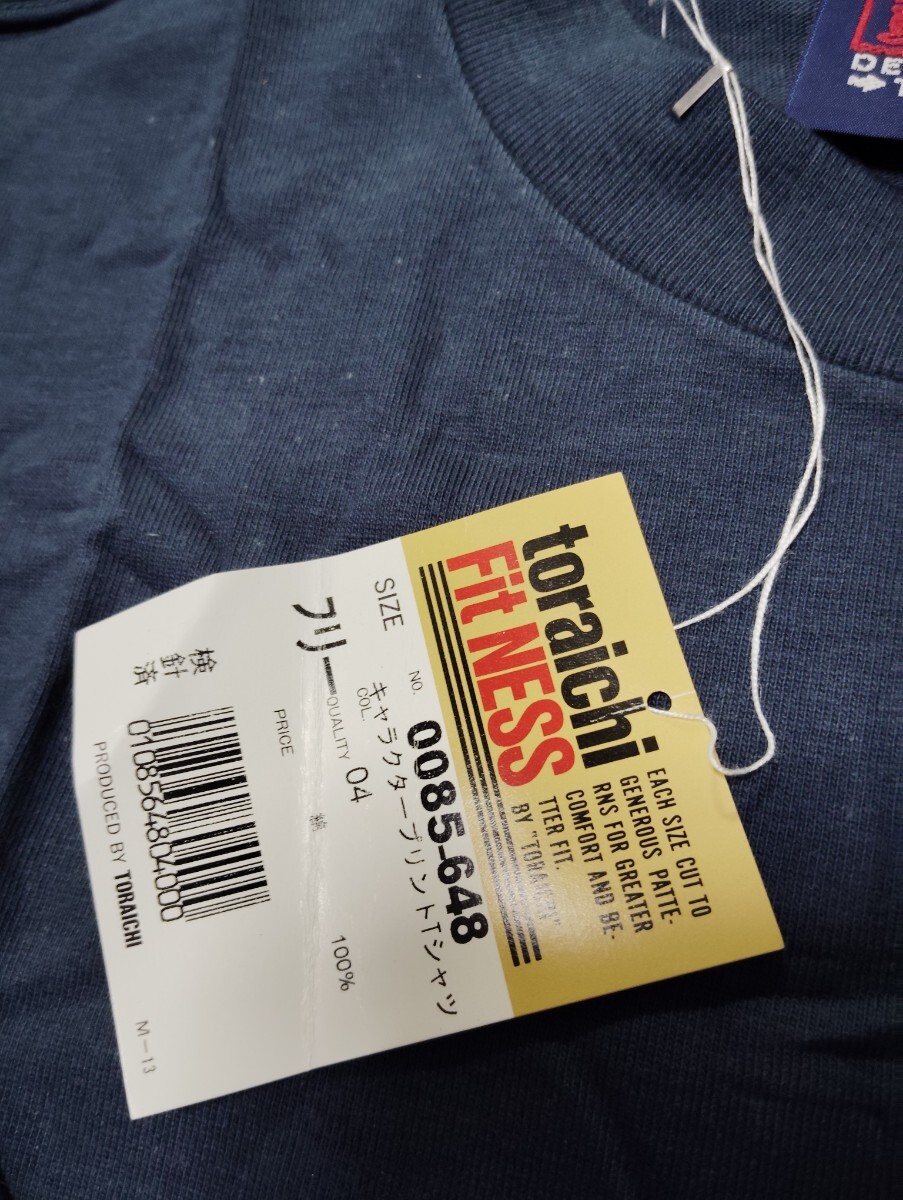 toraichi
Fit NESS
EACH SIZE CUT TO
GENEROUS PATTE-
RNS FOR GREATER
COMFORT AND BE-
TTER FIT.
BY "TORAICHI"
NO. 0085-648
キャラクタープリントTシャツ
SIZE COL. 04
フリー QUALITY 綿 100%
PRICE
検
針
済
0108564804000
PRODUCED BY TORAICHI
M-13
DE